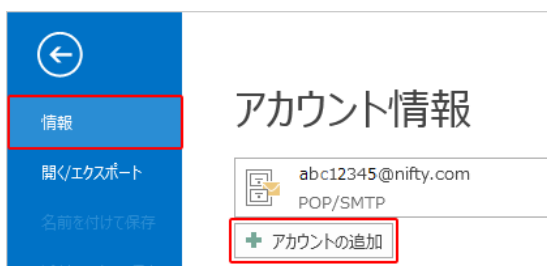 アカウント情報
情報
開く/エクスポート
abc12345@nifty.com
POP/SMTP
名前を付けて保存
アカウントの追加